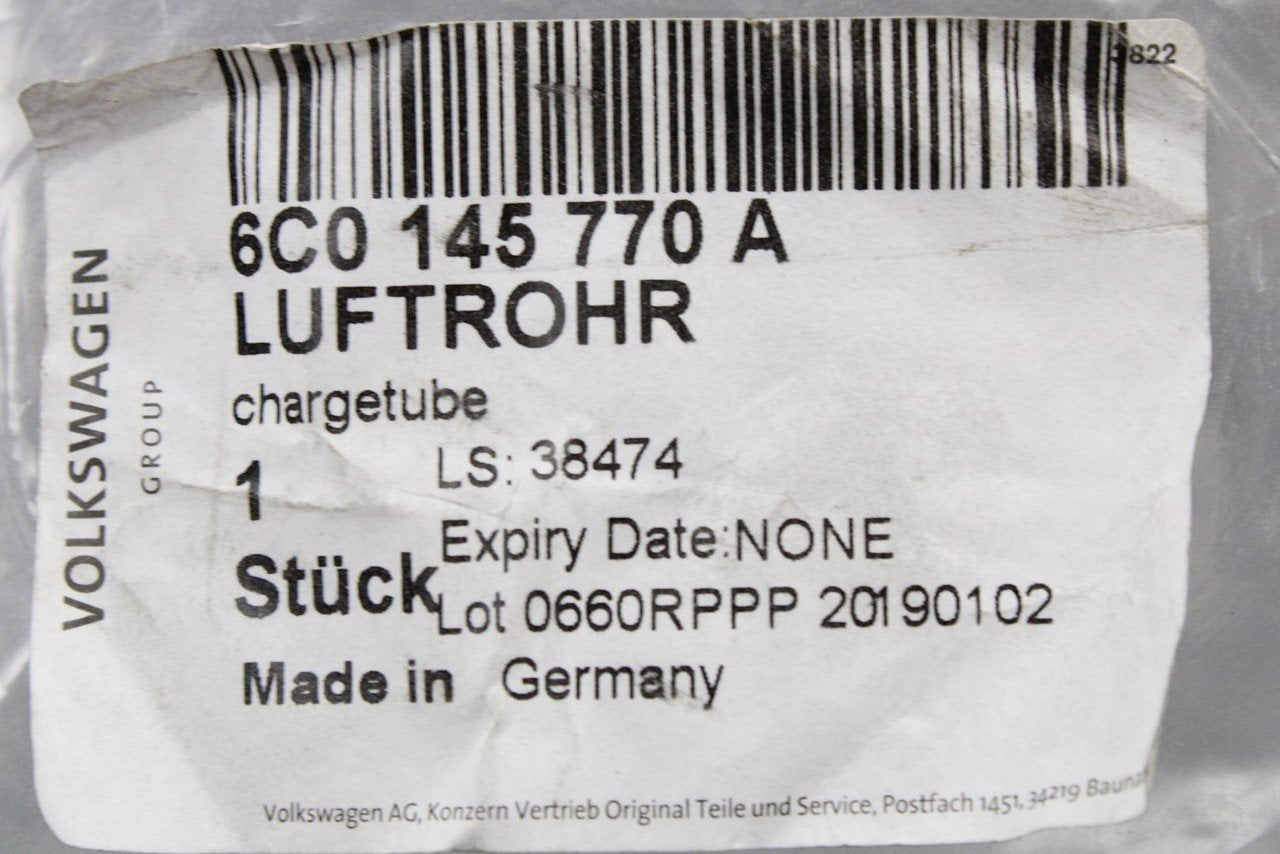 822
6C0 145 770 A
LUFTROHR
chargetube
1
LS: 38474
Expiry Date:NONE
Stück
Lot 0660RPPP 20190102
Made in Germany
VOLKSWAGEN
GROUP
Volkswagen AG, Konzern Vertrieb Original Teile und Service, Postfach 1451, 34219